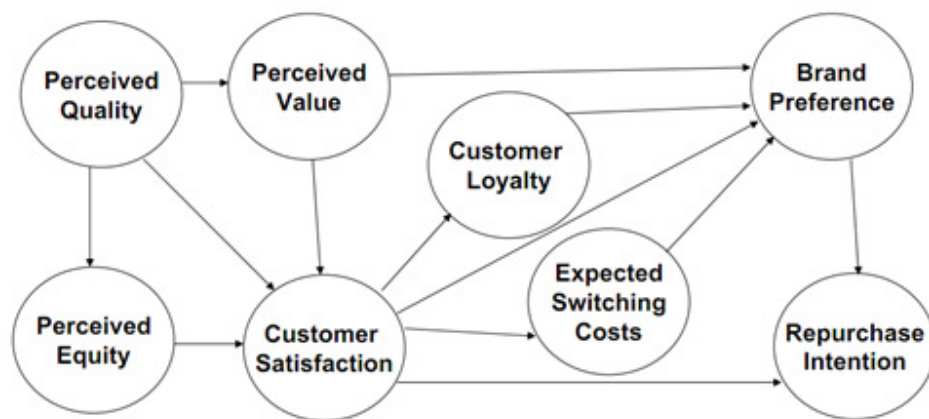 Perceived
Quality
Perceived
Value
Brand
Preference
Customer
Loyalty
Expected
Switching
Costs
Perceived
Equity
Customer
Satisfaction
Repurchase
Intention